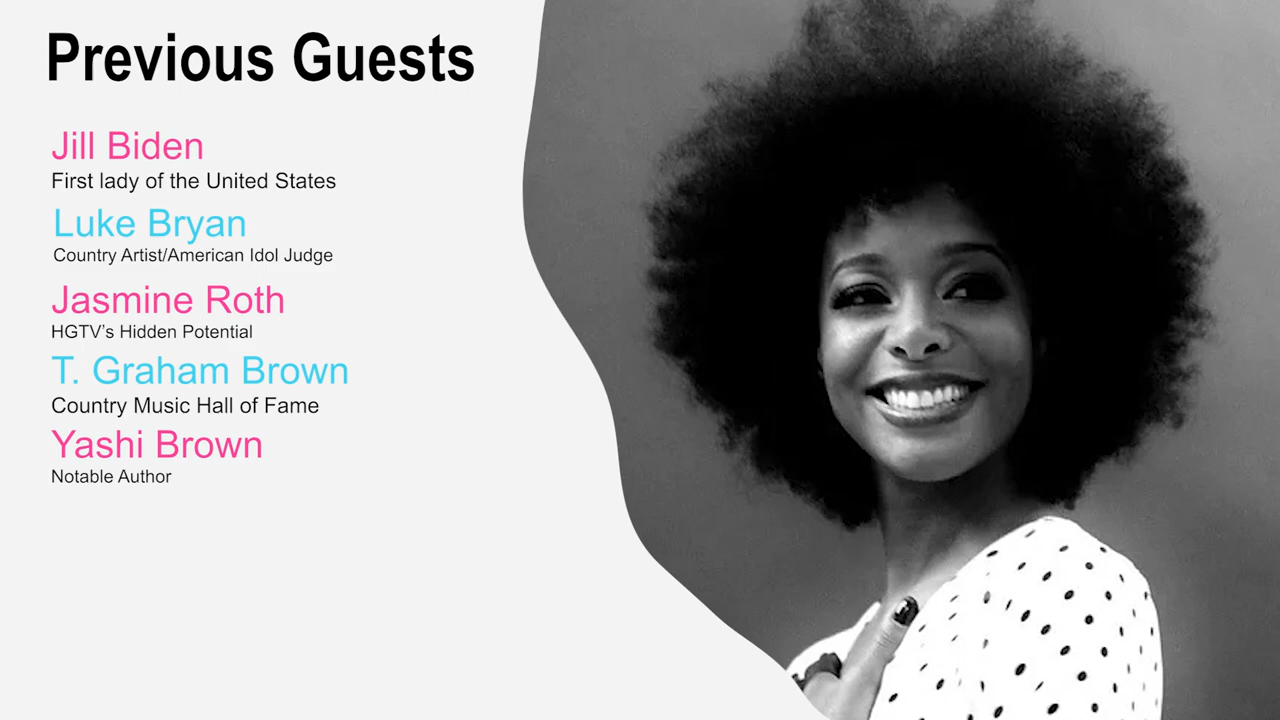 Previous Guests
Jill Biden
First lady of the United States
Luke Bryan
Country Artist/American Idol Judge
Jasmine Roth
HGTV’s Hidden Potential
T. Graham Brown
Country Music Hall of Fame
Yashi Brown
Notable Author